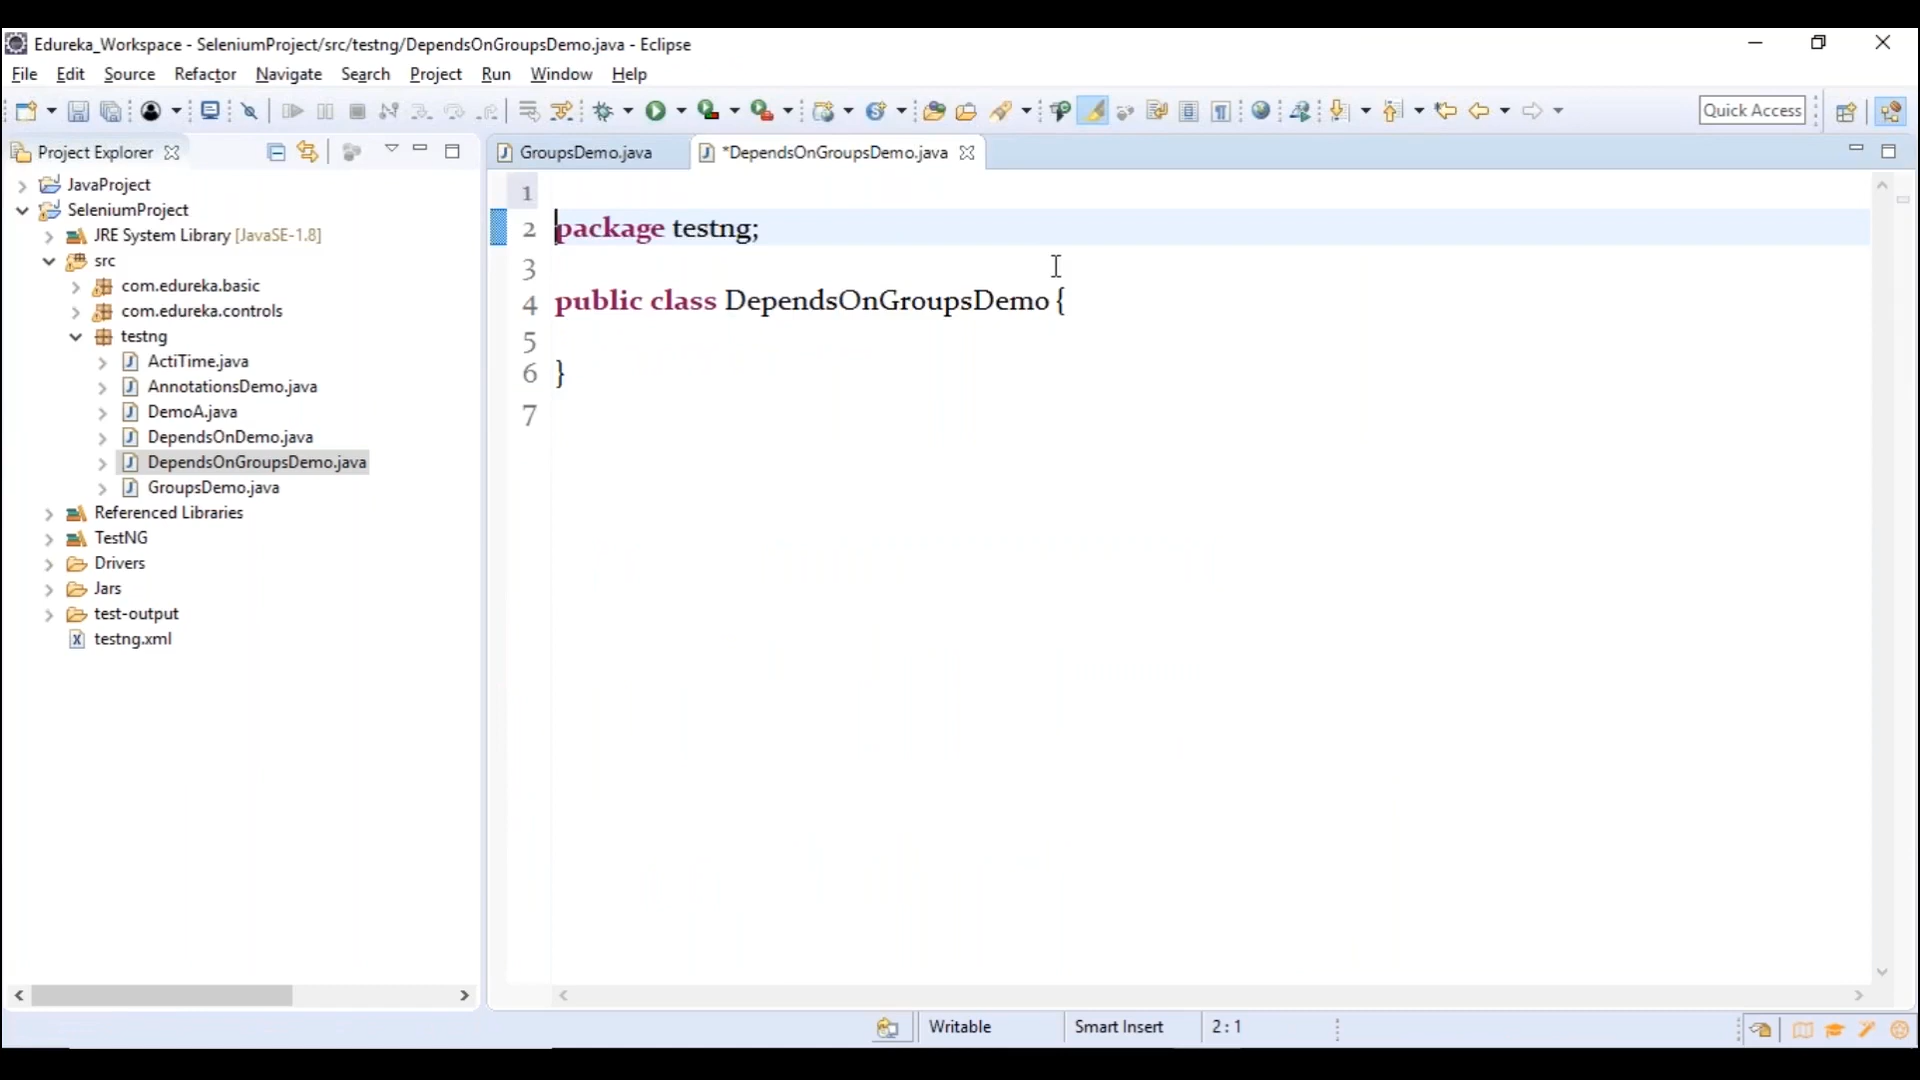 Edureka_Workspace - SeleniumProject/src/testng/DependsOnGroupsDemo.java - Eclipse
File Edit Source Refactor Navigate Search Project Run Window Help
Quick Access
Project Explorer
GroupsDemo.java
*DependsOnGroupsDemo.java
JavaProject
SeleniumProject
JRE System Library [JavaSE-1.8]
src
com.edureka.basic
com.edureka.controls
testng
ActiTime.java
AnnotationsDemo.java
DemoA.java
DependsOnDemo.java
DependsOnGroupsDemo.java
GroupsDemo.java
Referenced Libraries
TestNG
Drivers
Jars
test-output
testng.xml
1
2 package testng;
3
4 public class DependsOnGroupsDemo {
5
6 }
7
Writable Smart Insert 2 : 1